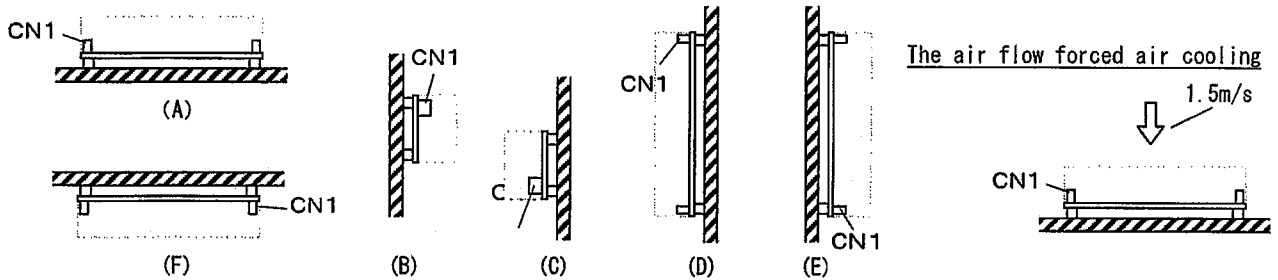 CN1
(A)
CN1
(F)
CN1
(B)
C
(C)
CN1
(D)
CN1
(E)
The air flow forced air cooling
1.5m/s
CN1